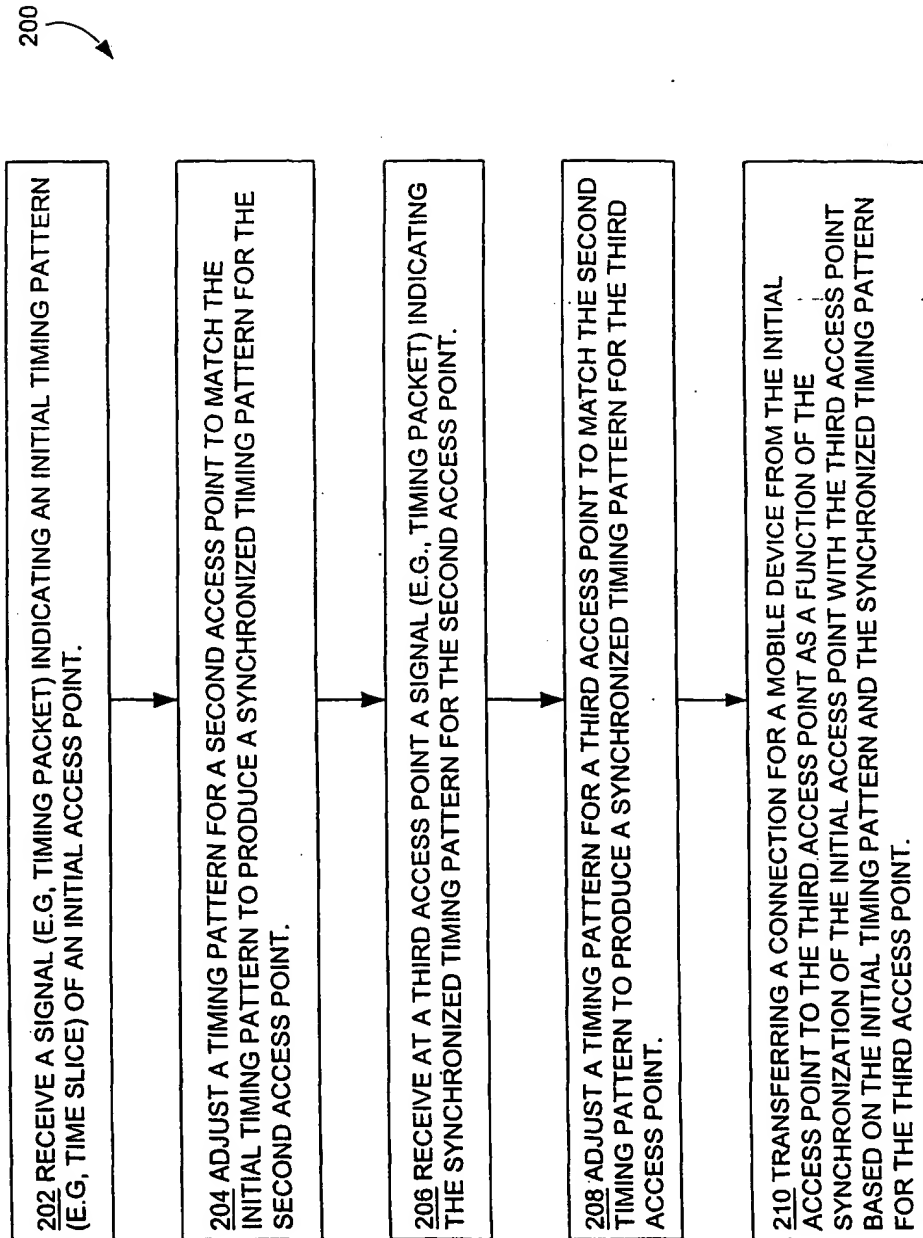 200
202 RECEIVE A SIGNAL (E.G, TIMING PACKET) INDICATING AN INITIAL TIMING PATTERN
(E.G, TIME SLICE) OF AN INITIAL ACCESS POINT.
204 ADJUST A TIMING PATTERN FOR A SECOND ACCESS POINT TO MATCH THE
INITIAL TIMING PATTERN TO PRODUCE A SYNCHRONIZED TIMING PATTERN FOR THE
SECOND ACCESS POINT.
206 RECEIVE AT A THIRD ACCESS POINT A SIGNAL (E.G., TIMING PACKET) INDICATING
THE SYNCHRONIZED TIMING PATTERN FOR THE SECOND ACCESS POINT.
208 ADJUST A TIMING PATTERN FOR A THIRD ACCESS POINT TO MATCH THE SECOND
TIMING PATTERN TO PRODUCE A SYNCHRONIZED TIMING PATTERN FOR THE THIRD
ACCESS POINT.
210 TRANSFERRING A CONNECTION FOR A MOBILE DEVICE FROM THE INITIAL
ACCESS POINT TO THE THIRD ACCESS POINT AS A FUNCTION OF THE
SYNCHRONIZATION OF THE INITIAL ACCESS POINT WITH THE THIRD ACCESS POINT
BASED ON THE INITIAL TIMING PATTERN AND THE SYNCHRONIZED TIMING PATTERN
FOR THE THIRD ACCESS POINT.